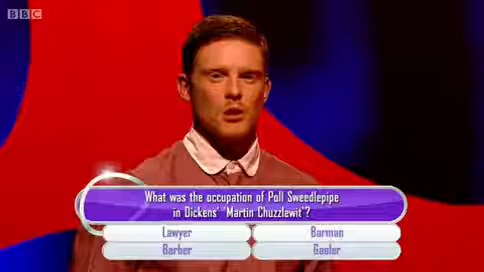 BBC
What was the occupation of Poll Sweedlepipe
in Dickens' 'Martin Chuzzlewit'?
Lawyer Barman
Barber Gaoler